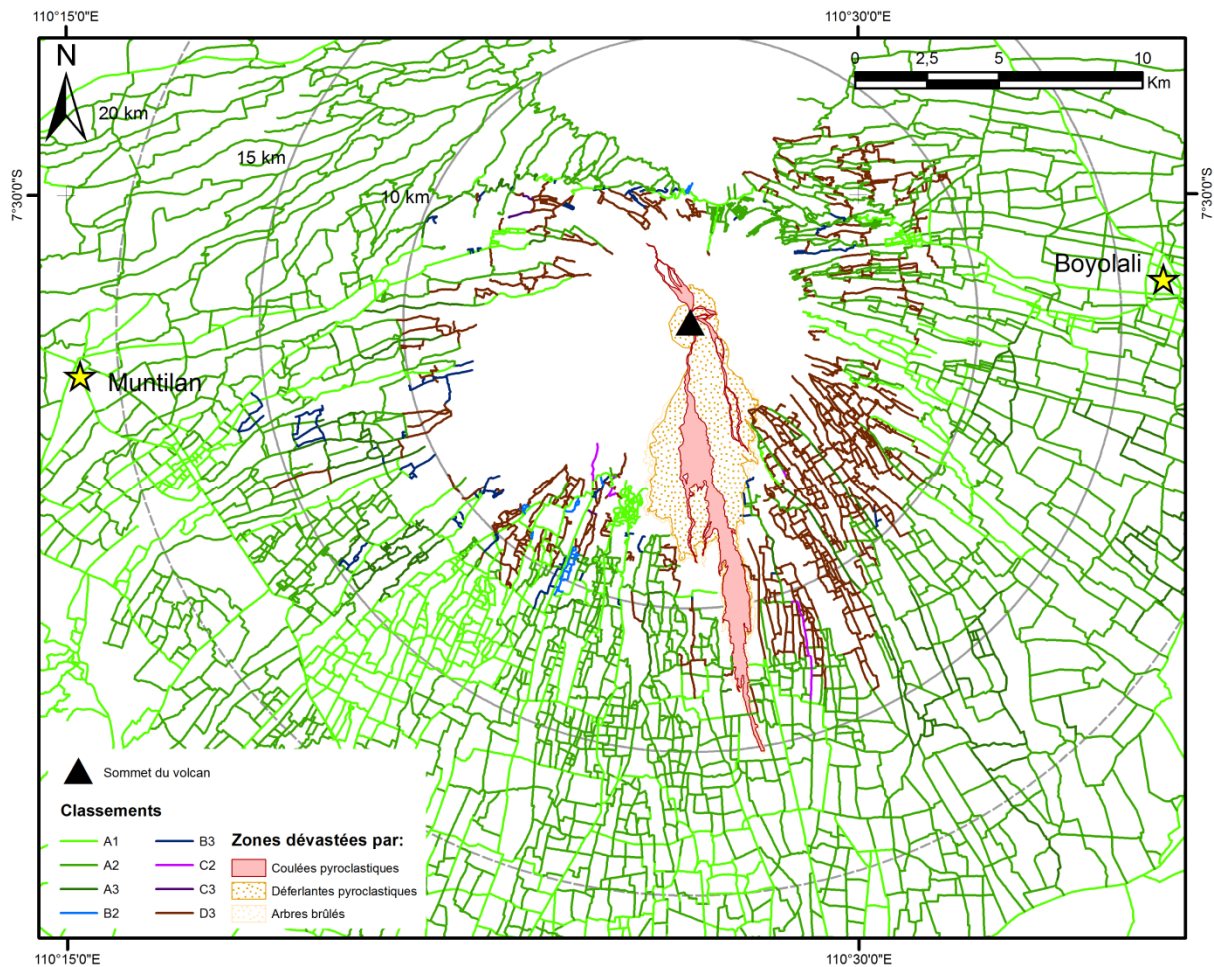 110°15'0"E 110°30'0"E
N
0 2,5 5 10
Km
20 km
15 km
10 km
7°30'0"S
7°30'0"S
Boyolali
Muntilan
Sommet du volcan
Classements
A1
A2
A3
B2
B3
C2
C3
D3
Zones dévastées par:
Coulées pyroclastiques
Déferlantes pyroclastiques
Arbres brûlés
110°15'0"E 110°30'0"E